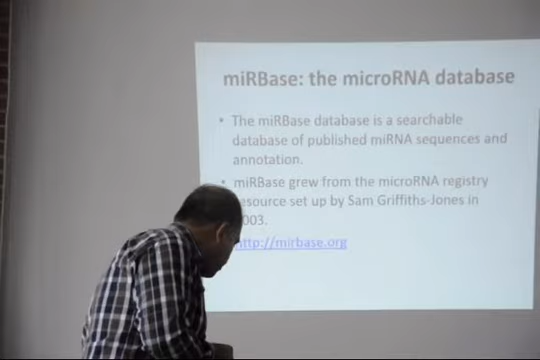 miRBase: the microRNA database
• The miRBase database is a searchable
database of published miRNA sequences and
annotation.
• miRBase grew from the microRNA registry
resource set up by Sam Griffiths-Jones in
2003.
http://mirbase.org